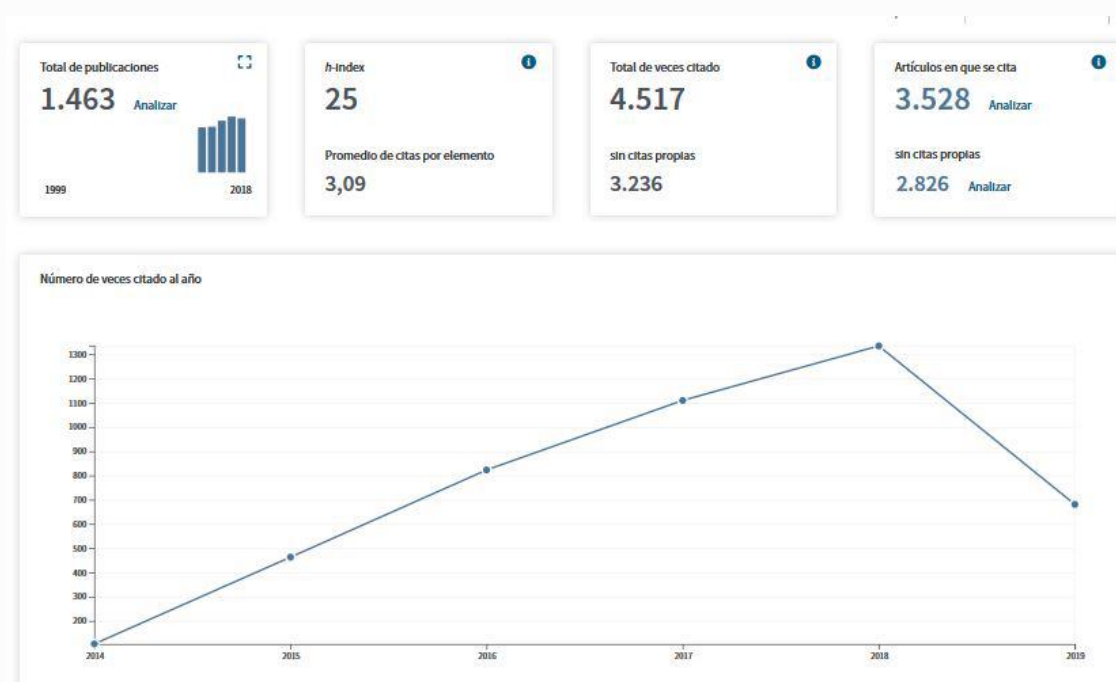 Total de publicaciones
1.463 Analizar
1999 2018
h-index
25
Promedio de citas por elemento
3,09
Total de veces citado
4.517
sin citas propias
3.236
Artículos en que se cita
3.528 Analizar
sin citas propias
2.826 Analizar
Número de veces citado al año
1300
1200
1100
1000
900
800
700
600
500
400
300
200
2014 2015 2016 2017 2018 2019